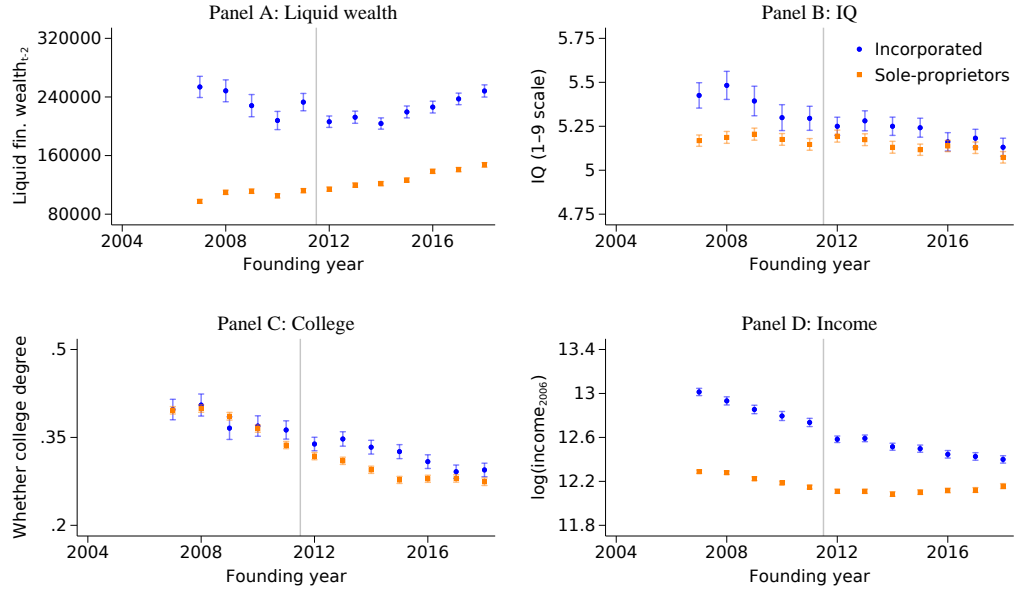 Panel A: Liquid wealth
Liquid fin. wealth_{t-2}
320000
240000
160000
80000
2004
2008
2012
2016
Founding year
Panel B: IQ
IQ (1–9 scale)
5.75
5.5
5.25
5
4.75
2004
2008
2012
2016
Founding year
Incorporated
Sole-proprietors
Panel C: College
Whether college degree
.5
.35
.2
2004
2008
2012
2016
Founding year
Panel D: Income
log(income_{2006})
13.4
13
12.6
12.2
11.8
2004
2008
2012
2016
Founding year